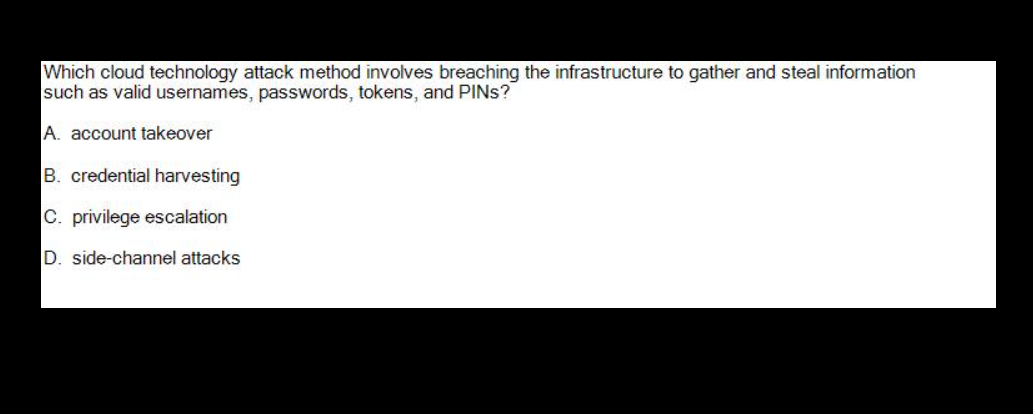 Which cloud technology attack method involves breaching the infrastructure to gather and steal information
such as valid usernames, passwords, tokens, and PINs?
A. account takeover
B. credential harvesting
C. privilege escalation
D. side-channel attacks